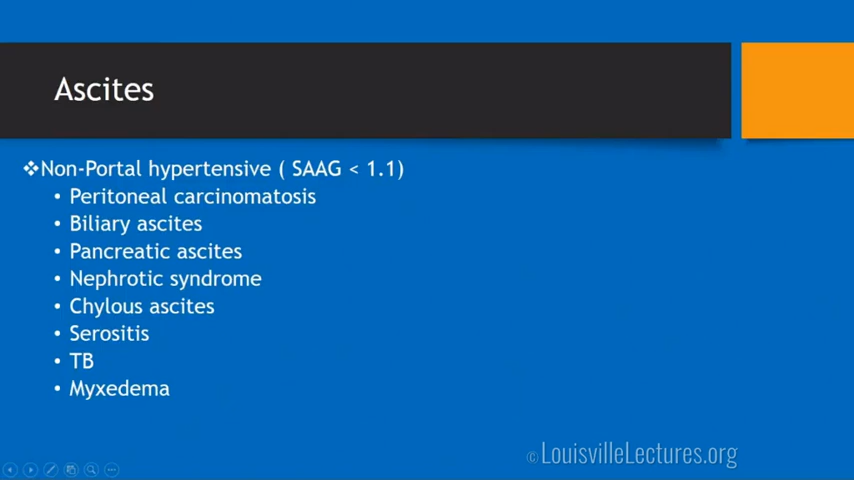 Ascites
❖Non-Portal hypertensive ( SAAG < 1.1)
• Peritoneal carcinomatosis
• Biliary ascites
• Pancreatic ascites
• Nephrotic syndrome
• Chylous ascites
• Serositis
• TB
• Myxedema
© LouisvilleLectures.org